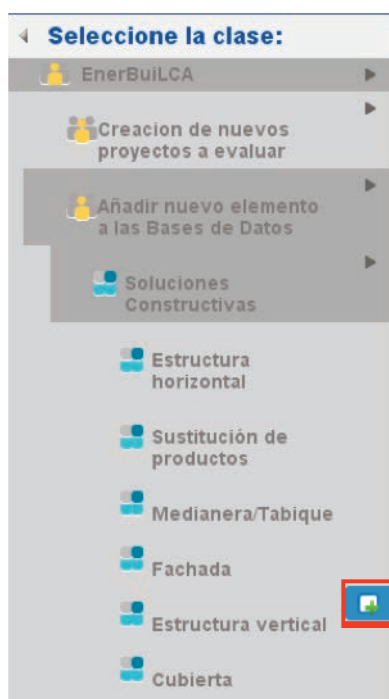 Seleccione la clase:
EnerBuiLCA
Creacion de nuevos
proyectos a evaluar
Añadir nuevo elemento
a las Bases de Datos
Soluciones
Constructivas
Estructura
horizontal
Sustitución de
productos
Medianera/Tabique
Fachada
Estructura vertical
Cubierta